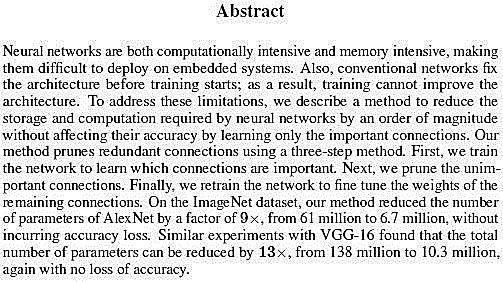 Abstract
Neural networks are both computationally intensive and memory intensive, making
them difficult to deploy on embedded systems. Also, conventional networks fix
the architecture before training starts; as a result, training cannot improve the
architecture. To address these limitations, we describe a method to reduce the
storage and computation required by neural networks by an order of magnitude
without affecting their accuracy by learning only the important connections. Our
method prunes redundant connections using a three-step method. First, we train
the network to learn which connections are important. Next, we prune the unim-
portant connections. Finally, we retrain the network to fine tune the weights of the
remaining connections. On the ImageNet dataset, our method reduced the number
of parameters of AlexNet by a factor of 9×, from 61 million to 6.7 million, without
incurring accuracy loss. Similar experiments with VGG-16 found that the total
number of parameters can be reduced by 13×, from 138 million to 10.3 million,
again with no loss of accuracy.